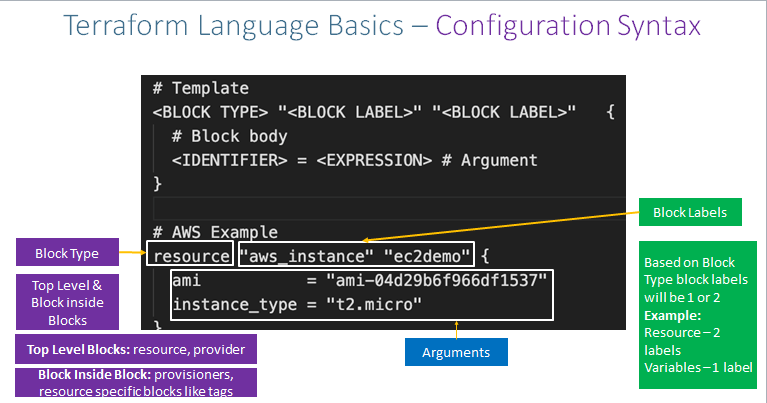 Terraform Language Basics – Configuration Syntax
# Template
<BLOCK TYPE> "<BLOCK LABEL>" "<BLOCK LABEL>" {
# Block body
<IDENTIFIER> = <EXPRESSION> # Argument
}
# AWS Example
resource "aws_instance" "ec2demo" {
ami = "ami-04d29b6f966df1537"
instance_type = "t2.micro"
}
Block Labels
Block Type
Top Level &
Block inside
Blocks
Based on Block
Type block labels
will be 1 or 2
Example:
Resource – 2
labels
Variables – 1 label
Top Level Blocks: resource, provider
Arguments
Block Inside Block: provisioners,
resource specific blocks like tags